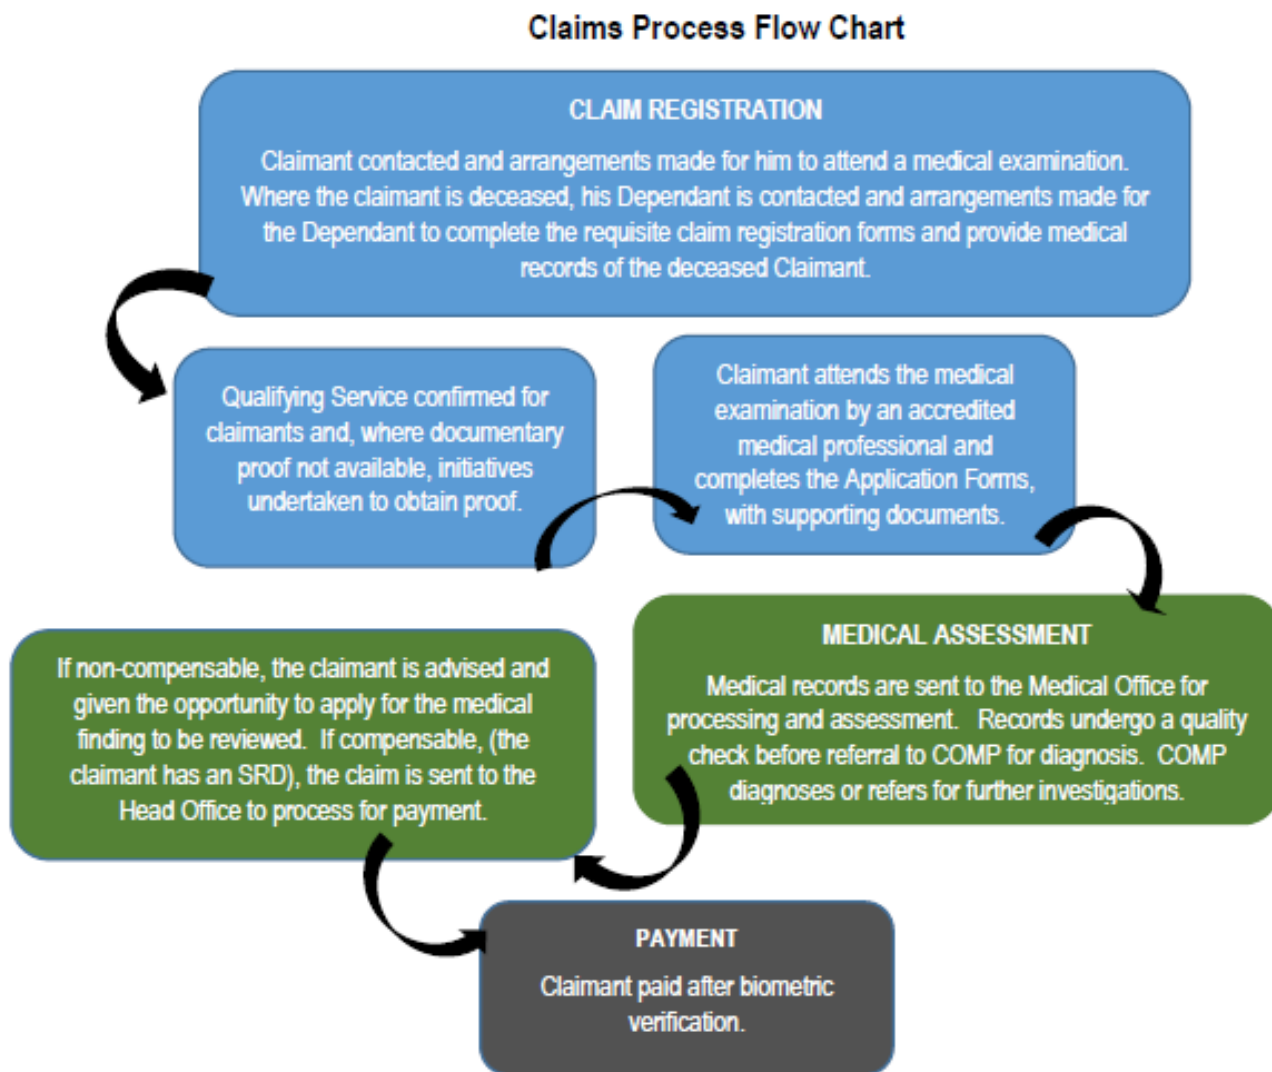 Claims Process Flow Chart
CLAIM REGISTRATION
Claimant contacted and arrangements made for him to attend a medical examination.
Where the claimant is deceased, his Dependant is contacted and arrangements made for
the Dependant to complete the requisite claim registration forms and provide medical
records of the deceased Claimant.
Qualifying Service confirmed for
claimants and, where documentary
proof not available, initiatives
undertaken to obtain proof.
Claimant attends the medical
examination by an accredited
medical professional and
completes the Application Forms,
with supporting documents.
MEDICAL ASSESSMENT
Medical records are sent to the Medical Office for
processing and assessment. Records undergo a quality
check before referral to COMP for diagnosis. COMP
diagnoses or refers for further investigations.
If non-compensable, the claimant is advised and
given the opportunity to apply for the medical
finding to be reviewed. If compensable, (the
claimant has an SRD), the claim is sent to the
Head Office to process for payment.
PAYMENT
Claimant paid after biometric
verification.